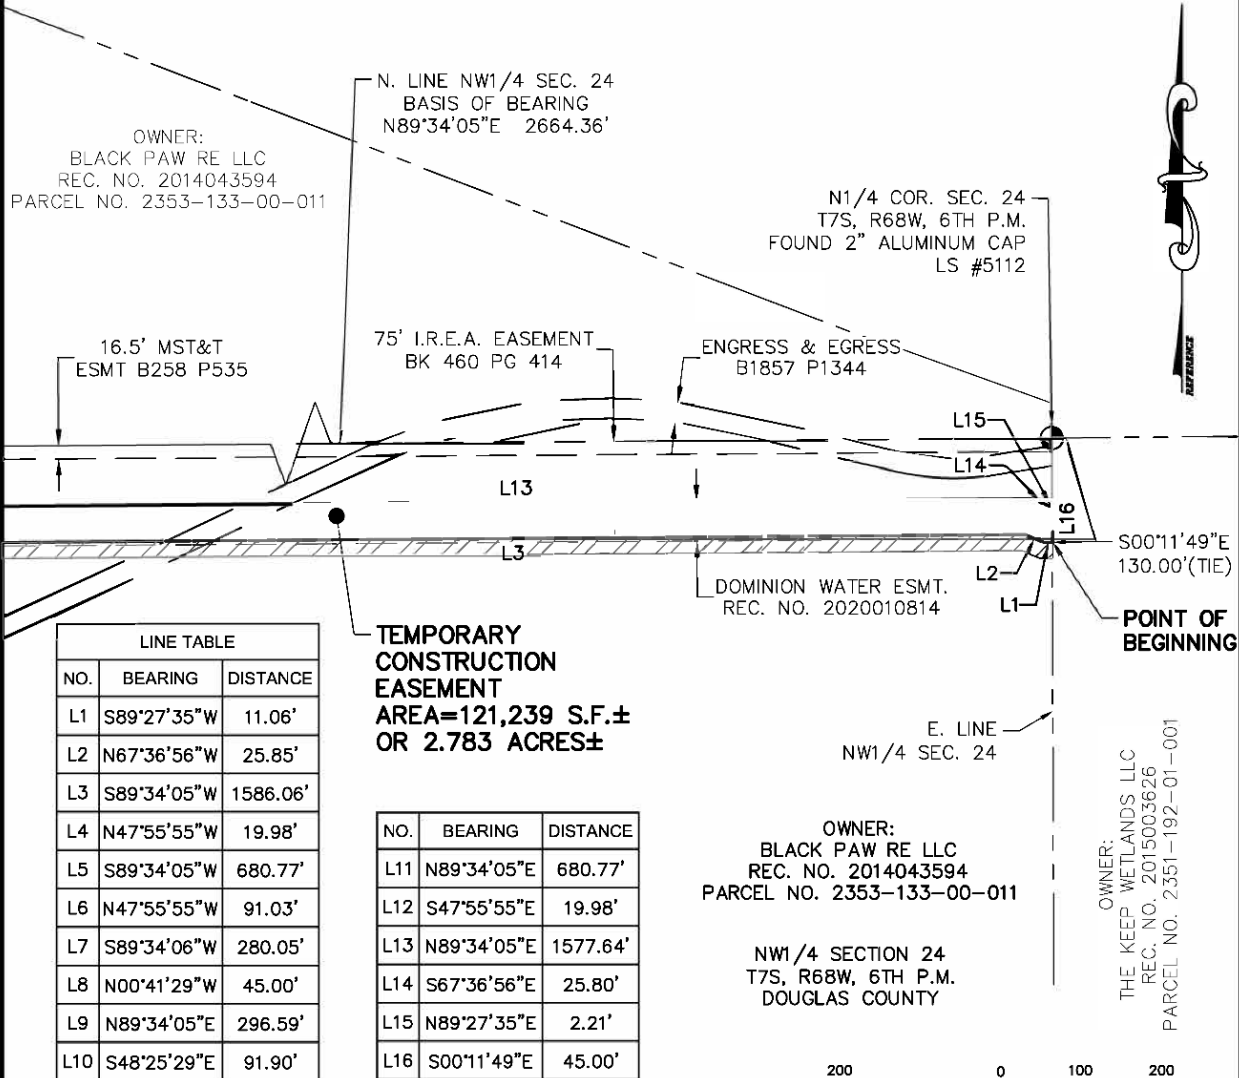 N. LINE NW1/4 SEC. 24
BASIS OF BEARING
N89°34'05"E 2664.36'
OWNER:
BLACK PAW RE LLC
REC. NO. 2014043594
PARCEL NO. 2353-133-00-011
N1/4 COR. SEC. 24
T7S, R68W, 6TH P.M.
FOUND 2" ALUMINUM CAP
LS #5112
REFERENCE
16.5' MST&T
ESMT B258 P535
75' I.R.E.A. EASEMENT
BK 460 PG 414
ENGRESS & EGRESS
B1857 P1344
L15
L14
L13
L16
L3
L2
L1
S00°11'49"E
130.00'(TIE)
DOMINION WATER ESMT.
REC. NO. 2020010814
POINT OF
BEGINNING
TEMPORARY
CONSTRUCTION
EASEMENT
AREA=121,239 S.F.±
OR 2.783 ACRES±
LINE TABLE
NO. BEARING DISTANCE
L1 S89°27'35"W 11.06'
L2 N67°36'56"W 25.85'
L3 S89°34'05"W 1586.06'
L4 N47°55'55"W 19.98'
L5 S89°34'05"W 680.77'
L6 N47°55'55"W 91.03'
L7 S89°34'06"W 280.05'
L8 N00°41'29"W 45.00'
L9 N89°34'05"E 296.59'
L10 S48°25'29"E 91.90'
NO. BEARING DISTANCE
L11 N89°34'05"E 680.77'
L12 S47°55'55"E 19.98'
L13 N89°34'05"E 1577.64'
L14 S67°36'56"E 25.80'
L15 N89°27'35"E 2.21'
L16 S00°11'49"E 45.00'
E. LINE
NW1/4 SEC. 24
OWNER:
BLACK PAW RE LLC
REC. NO. 2014043594
PARCEL NO. 2353-133-00-011
NW1/4 SECTION 24
T7S, R68W, 6TH P.M.
DOUGLAS COUNTY
OWNER:
THE KEEP WETLANDS LLC
REC. NO. 2015003626
PARCEL NO. 2351-192-01-001
200 0 100 200